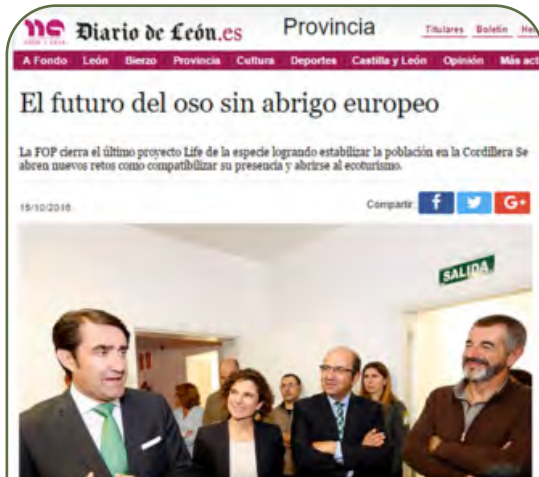 Diario de León.es
Provincia
Titulares Boletín
A Fondo León Bierzo Provincia Cultura Deportes Castilla y León Opinión Más
El futuro del oso sin abrigo europeo
La FOP cierra el último proyecto Life de la especie logrando estabilizar la población en la Cordillera Se
abren nuevos retos como compatibilizar su presencia y abrirse al ecoturismo.
15/10/2016
Compartir
f
G+
SALIDA